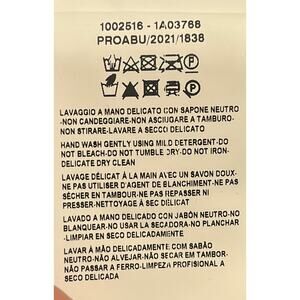 1002516 - 1A03768
PROABU/2021/1838
LAVAGGIO A MANO DELICATO CON SAPONE NEUTRO
-NON CANDEGGIARE-NON ASCIUGARE A TAMBURO-
NON STIRARE-LAVARE A SECCO DELICATO
HAND WASH GENTLY USING MILD DETERGENT-DO
NOT BLEACH-DO NOT TUMBLE DRY-DO NOT IRON-
DELICATE DRY CLEAN
LAVAGE DÉLICAT À LA MAIN AVEC UN SAVON DOUX-
NE PAS UTILISER D'AGENT DE BLANCHIMENT-NE PAS
SÉCHER EN TAMBOUR-NE PAS REPASSER NI
PRESSER-NETTOYAGE À SEC DÉLICAT
LAVADO A MANO DELICADO CON JABÓN NEUTRO-NO
BLANQUEAR-NO USAR LA SECADORA-NO PLANCHAR
-LIMPIAR EN SECO DELICADAMENTE
LAVAR À MÃO DELICADAMENTE COM SABÃO
NEUTRO-NÃO ALVEJAR-NÃO SECAR EM TAMBOR-
NÃO PASSAR A FERRO-LIMPEZA PROFISIONAL A
SECO DELICADA